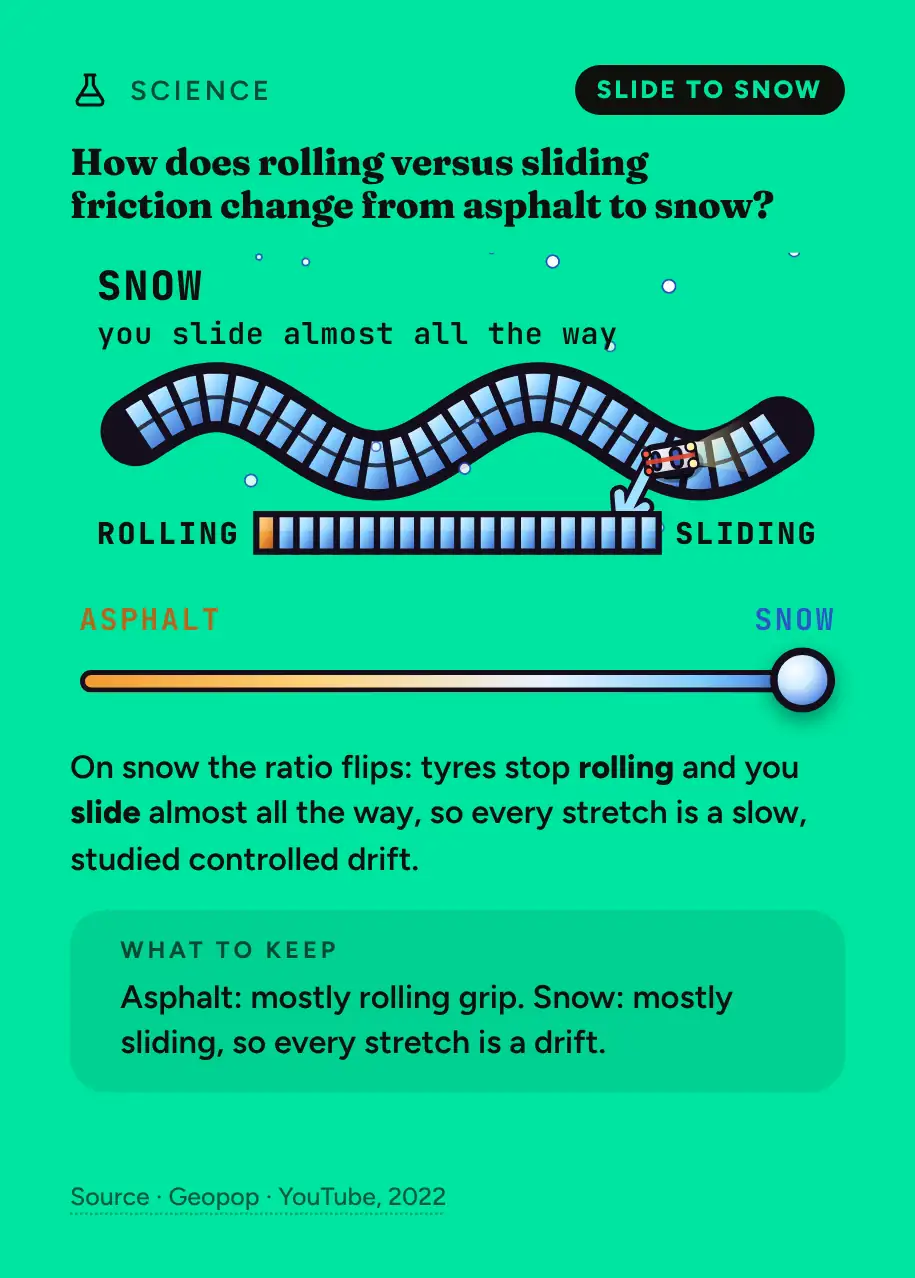 SCIENCE
SLIDE TO SNOW
How does rolling versus sliding
friction change from asphalt to snow?
SNOW
you slide almost all the way
ROLLING
SLIDING
ASPHALT
SNOW
On snow the ratio flips: tyres stop rolling and you
slide almost all the way, so every stretch is a slow,
studied controlled drift.
WHAT TO KEEP
Asphalt: mostly rolling grip. Snow: mostly
sliding, so every stretch is a drift.
Source · Geopop · YouTube, 2022